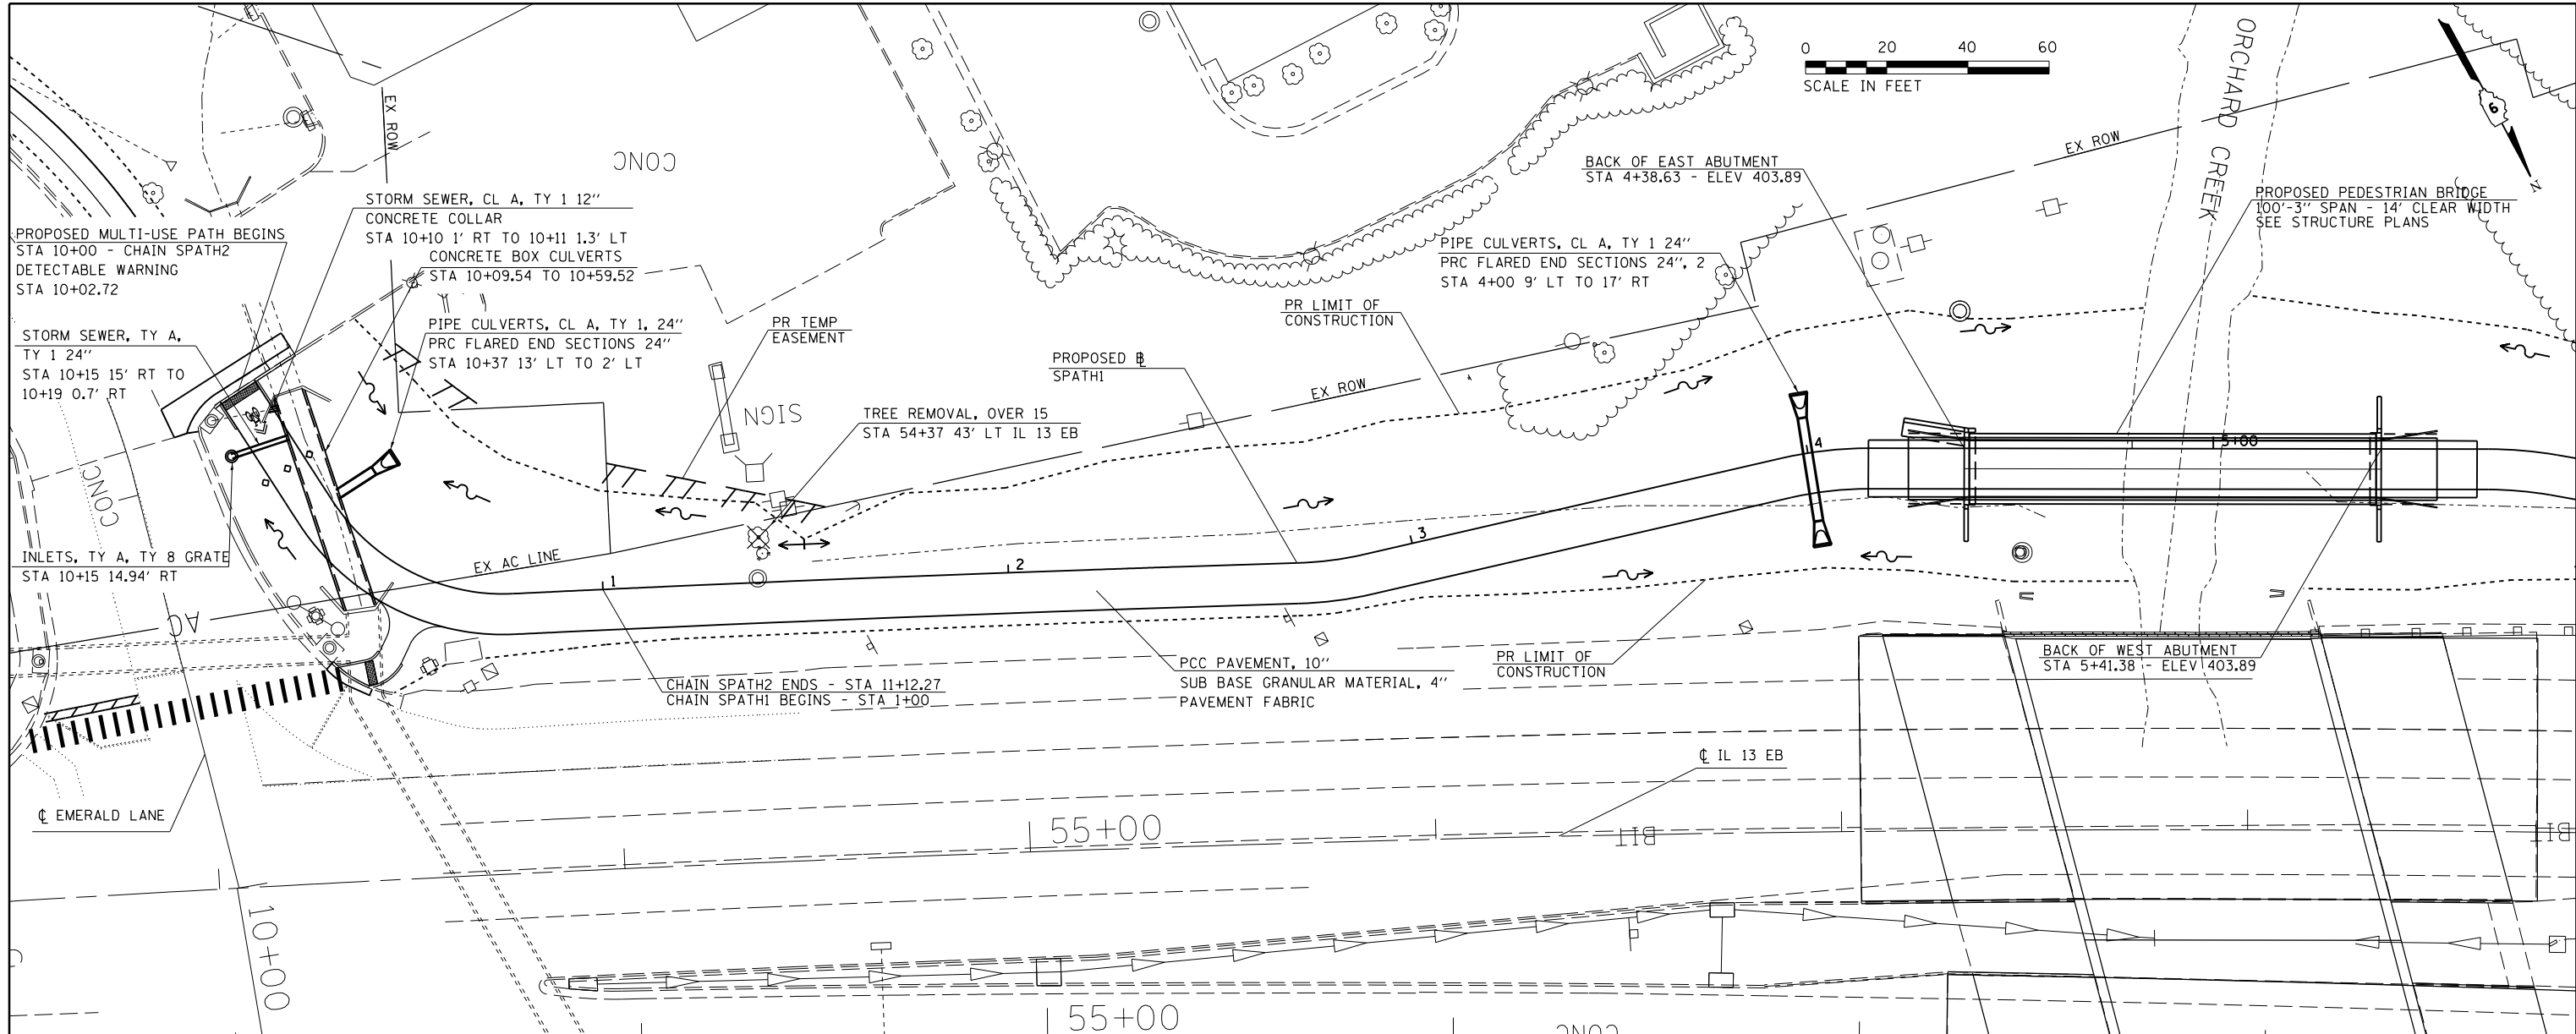 0 20 40 60
SCALE IN FEET
ORCHARD CREEK
6
N
EX ROW
CONC
EX ROW
BACK OF EAST ABUTMENT
STA 4+38.63 - ELEV 403.89
PROPOSED PEDESTRIAN BRIDGE
100'-3" SPAN - 14' CLEAR WIDTH
SEE STRUCTURE PLANS
STORM SEWER, CL A, TY 1 12"
CONCRETE COLLAR
STA 10+10 1' RT TO 10+11 1.3' LT
CONCRETE BOX CULVERTS
STA 10+09.54 TO 10+59.52
PROPOSED MULTI-USE PATH BEGINS
STA 10+00 - CHAIN SPATH2
DETECTABLE WARNING
STA 10+02.72
PIPE CULVERTS, CL A, TY 1 24"
PRC FLARED END SECTIONS 24", 2
STA 4+00 9' LT TO 17' RT
PR LIMIT OF
CONSTRUCTION
STORM SEWER, TY A,
TY 1 24"
STA 10+15 15' RT TO
10+19 0.7' RT
PIPE CULVERTS, CL A, TY 1, 24"
PRC FLARED END SECTIONS 24"
STA 10+37 13' LT TO 2' LT
PR TEMP
EASEMENT
PROPOSED ℄
SPATH1
EX ROW
SIGN
TREE REMOVAL, OVER 15
STA 54+37 43' LT IL 13 EB
4
5+00
CONC
INLETS, TY A, TY 8 GRATE
STA 10+15 14.94' RT
EX AC LINE
1
2
3
AC
CHAIN SPATH2 ENDS - STA 11+12.27
CHAIN SPATH1 BEGINS - STA 1+00
PCC PAVEMENT, 10"
SUB BASE GRANULAR MATERIAL, 4"
PAVEMENT FABRIC
PR LIMIT OF
CONSTRUCTION
BACK OF WEST ABUTMENT
STA 5+41.38 - ELEV 403.89
℄ IL 13 EB
℄ EMERALD LANE
55+00
BIT
BIT
10+00
55+00
CONC